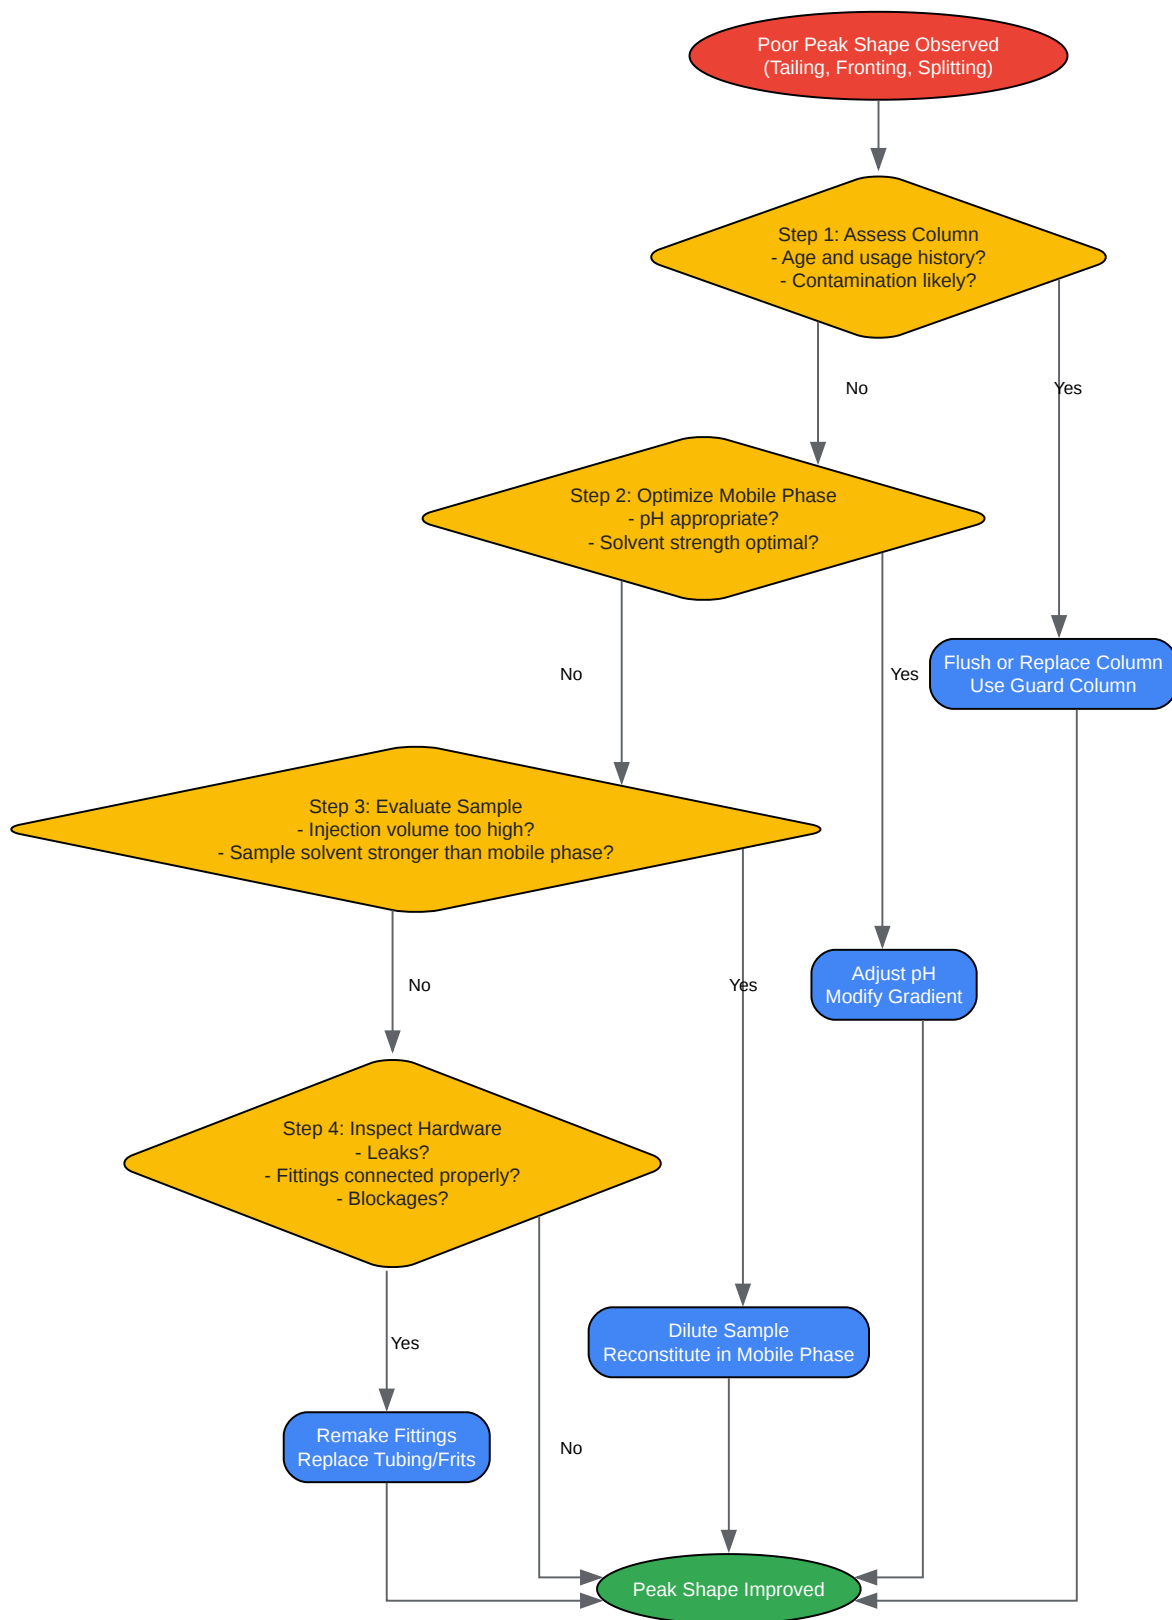 Poor Peak Shape Observed
(Tailing, Fronting, Splitting)
Step 1: Assess Column
- Age and usage history?
- Contamination likely?
No
Yes
Step 2: Optimize Mobile Phase
- pH appropriate?
- Solvent strength optimal?
No
Yes
Flush or Replace Column
Use Guard Column
Step 3: Evaluate Sample
- Injection volume too high?
- Sample solvent stronger than mobile phase?
No
Yes
Adjust pH
Modify Gradient
Step 4: Inspect Hardware
- Leaks?
- Fittings connected properly?
- Blockages?
Yes
Dilute Sample
Reconstitute in Mobile Phase
Remake Fittings
Replace Tubing/Frits
No
Peak Shape Improved